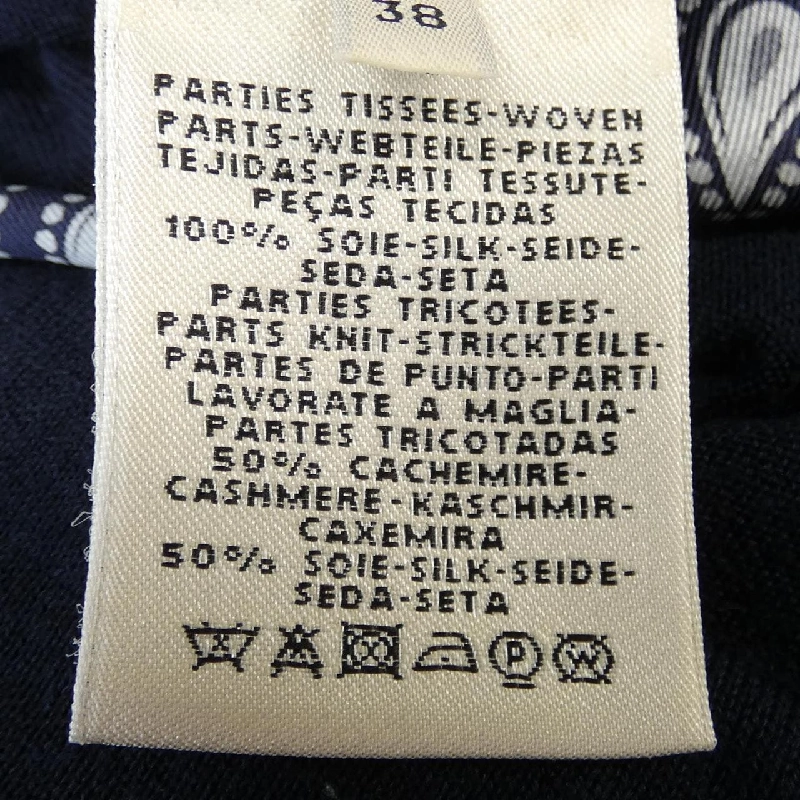 38
PARTIES TISSEES-WOVEN
PARTS-WEBTEILE-PIEZAS
TEJIDAS-PARTI TESSUTE-
PEÇAS TECIDAS
100% SOIE-SILK-SEIDE-
SEDA-SETA
PARTIES TRICOTEES-
PARTS KNIT-STRICKTEILE-
PARTES DE PUNTO-PARTI
LAVORATE A MAGLIA-
PARTES TRICOTADAS
50% CACHEMIRE-
CASHMERE-KASCHMIR-
CAXEMIRA
50% SOIE-SILK-SEIDE-
SEDA-SETA
P W